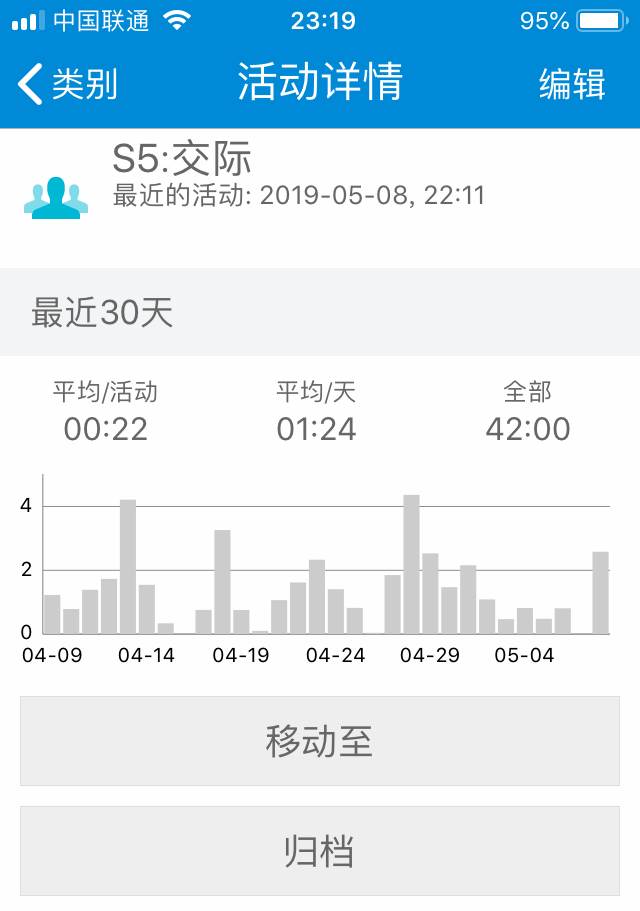 中国联通 23:19 95%
类别 活动详情 编辑
S5:交际
最近的活动: 2019-05-08, 22:11
最近30天
平均/活动 平均/天 全部
00:22 01:24 42:00
4
2
0
04-09 04-14 04-19 04-24 04-29 05-04
移动至
归档